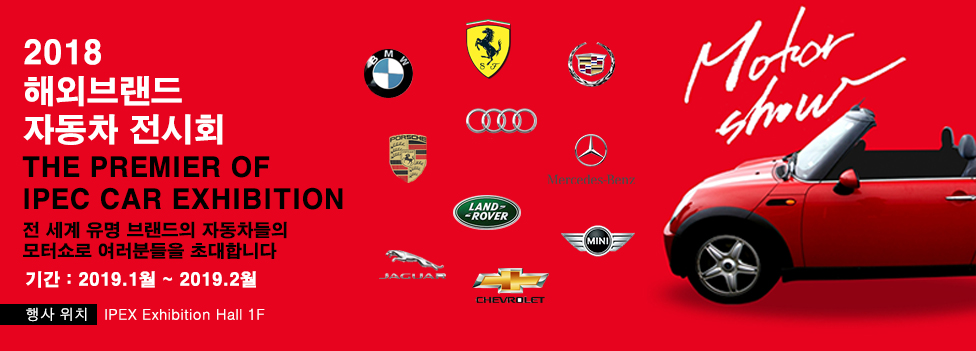 2018
해외브랜드
자동차 전시회
THE PREMIER OF
IPEC CAR EXHIBITION
전 세계 유명 브랜드의 자동차들의
모터쇼로 여러분들을 초대합니다
기간 : 2019.1월 ~ 2019.2월
행사 위치 IPEX Exhibition Hall 1F
BMW
S F
PORSCHE
Mercedes-Benz
LAND-
ROVER
MINI
JAGUAR
CHEVROLET
Motor
show